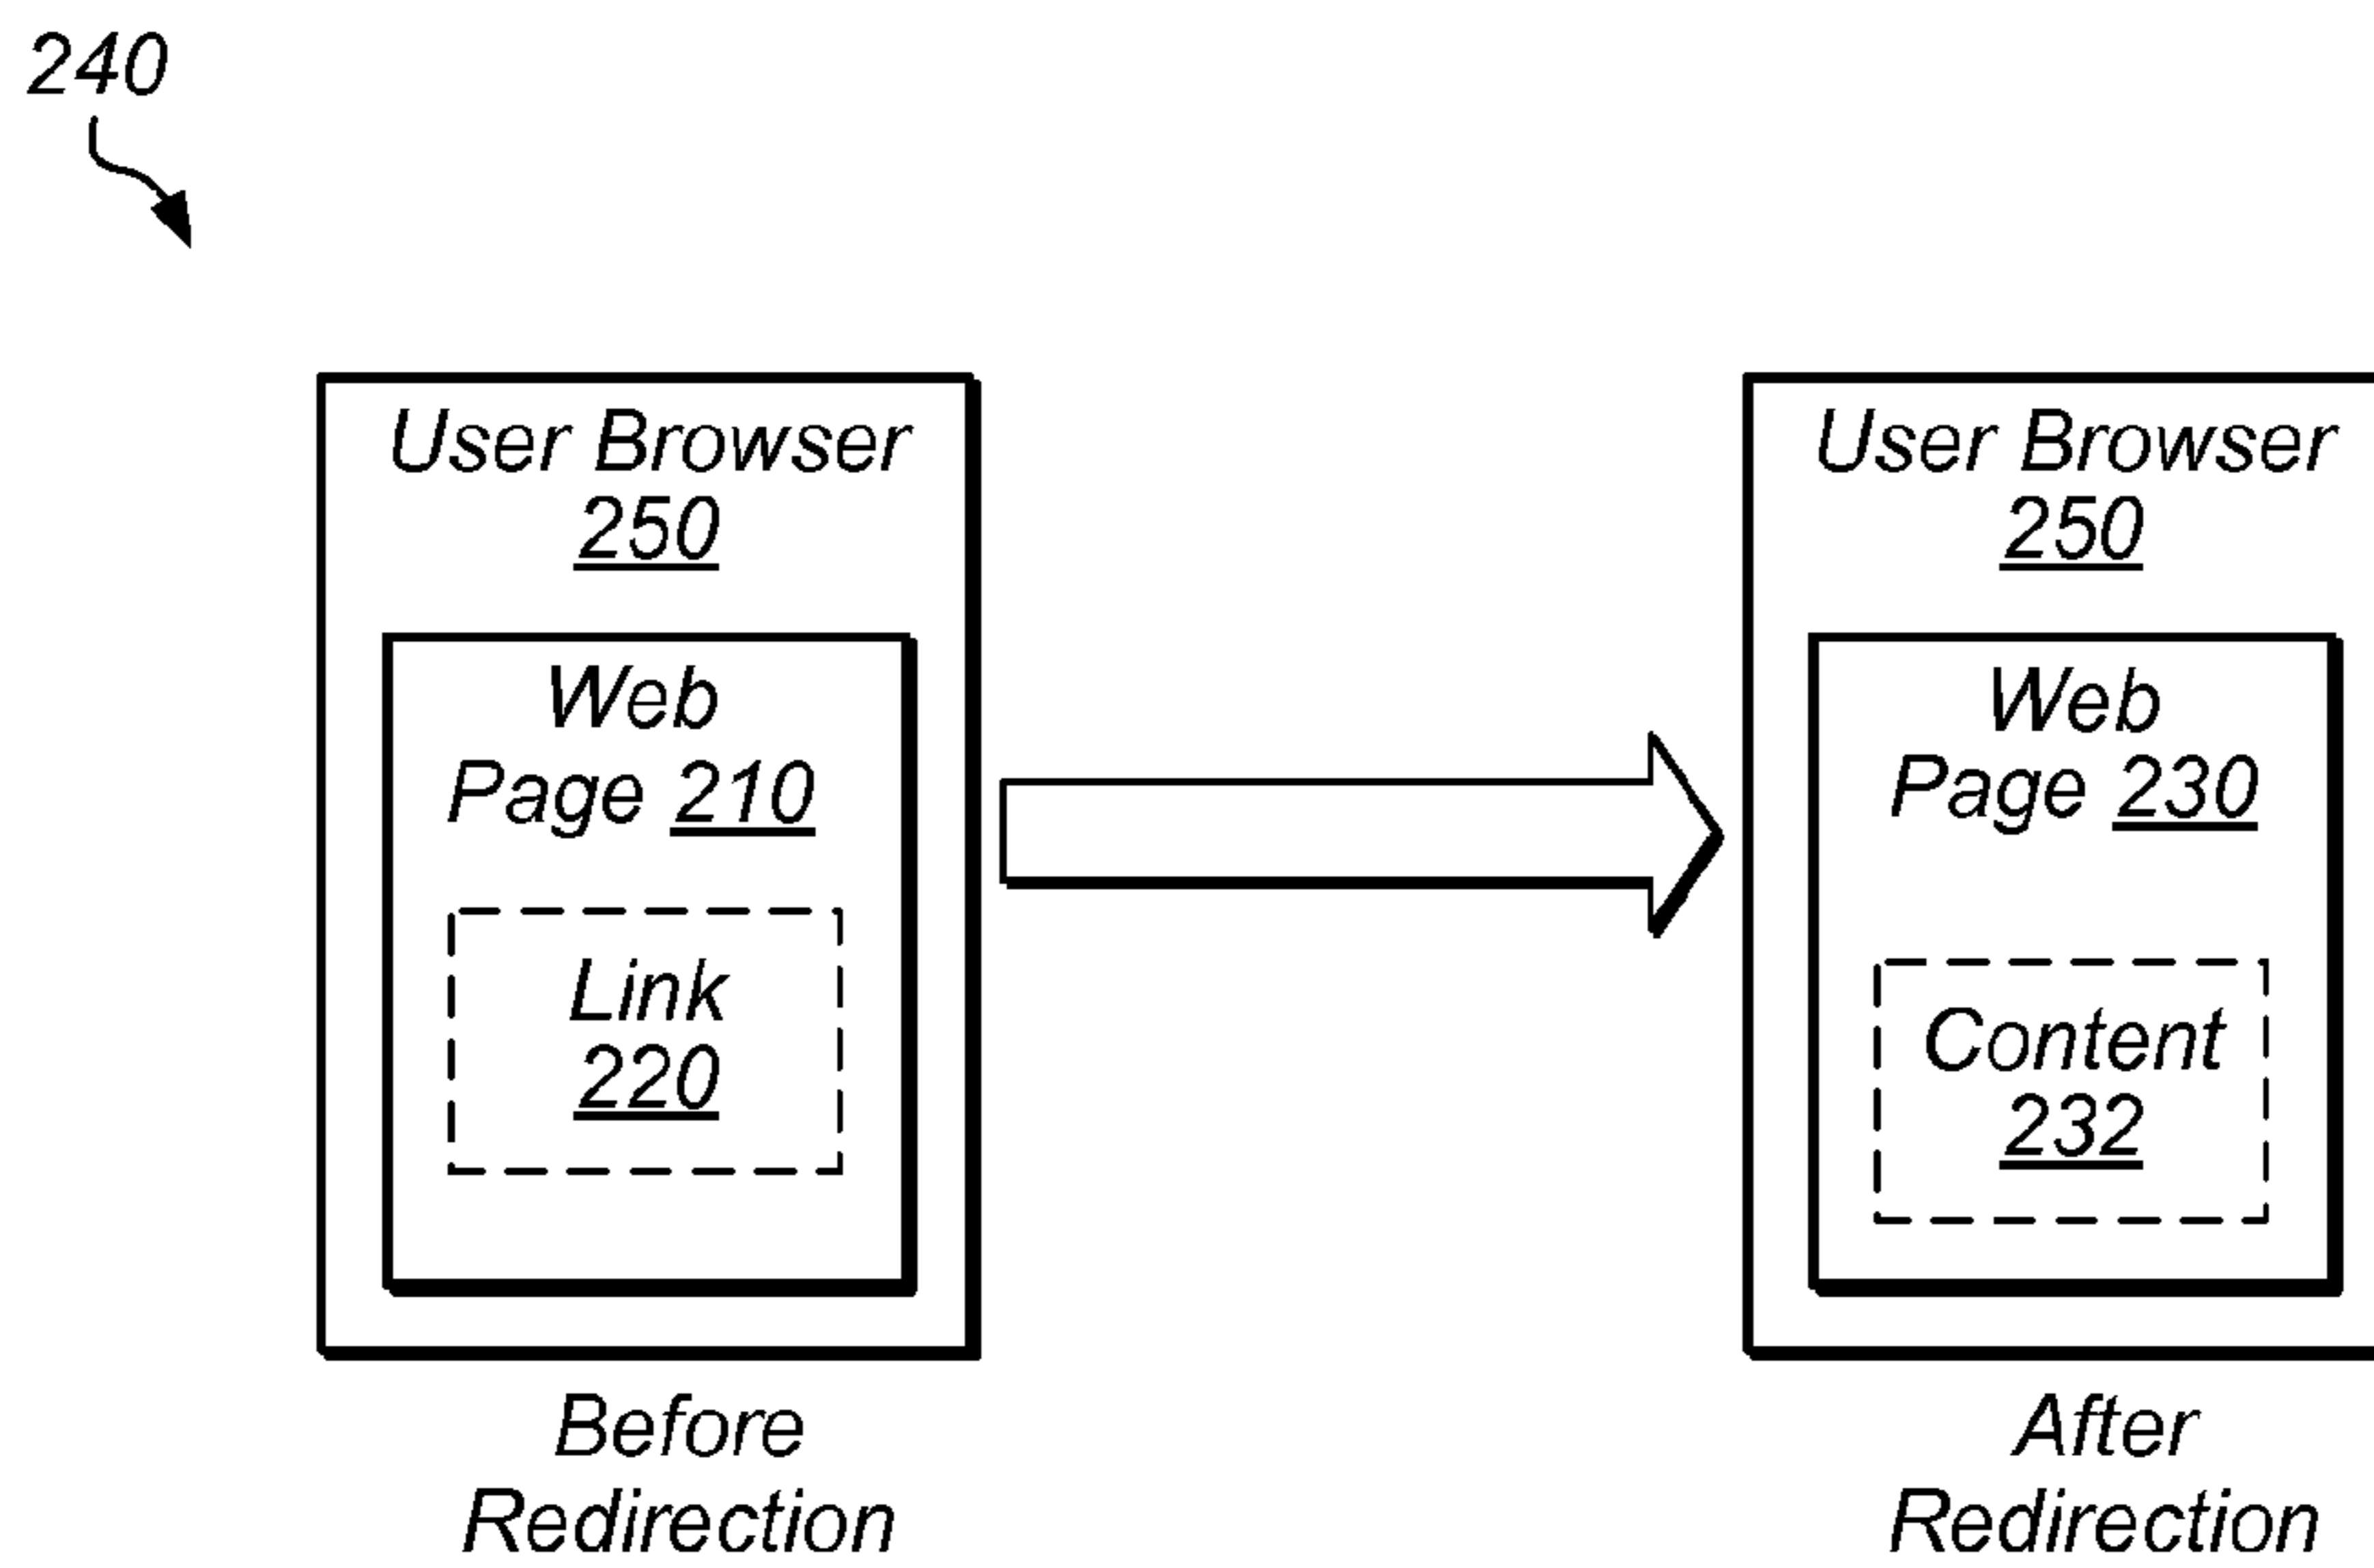 240
User Browser
250
Web
Page 210
Link
220
Before
Redirection
User Browser
250
Web
Page 230
Content
232
After
Redirection